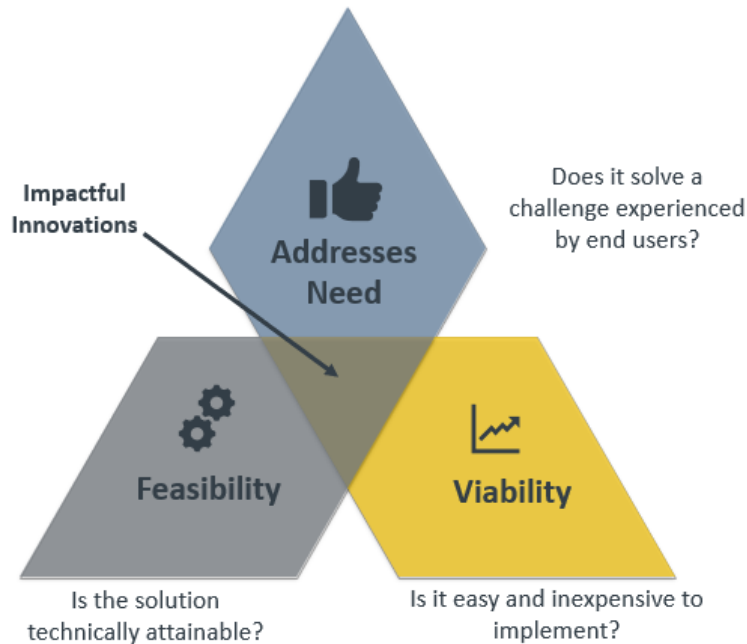 Impactful
Innovations
Addresses
Need
Does it solve a
challenge experienced
by end users?
Feasibility
Viability
Is the solution
technically attainable?
Is it easy and inexpensive to
implement?